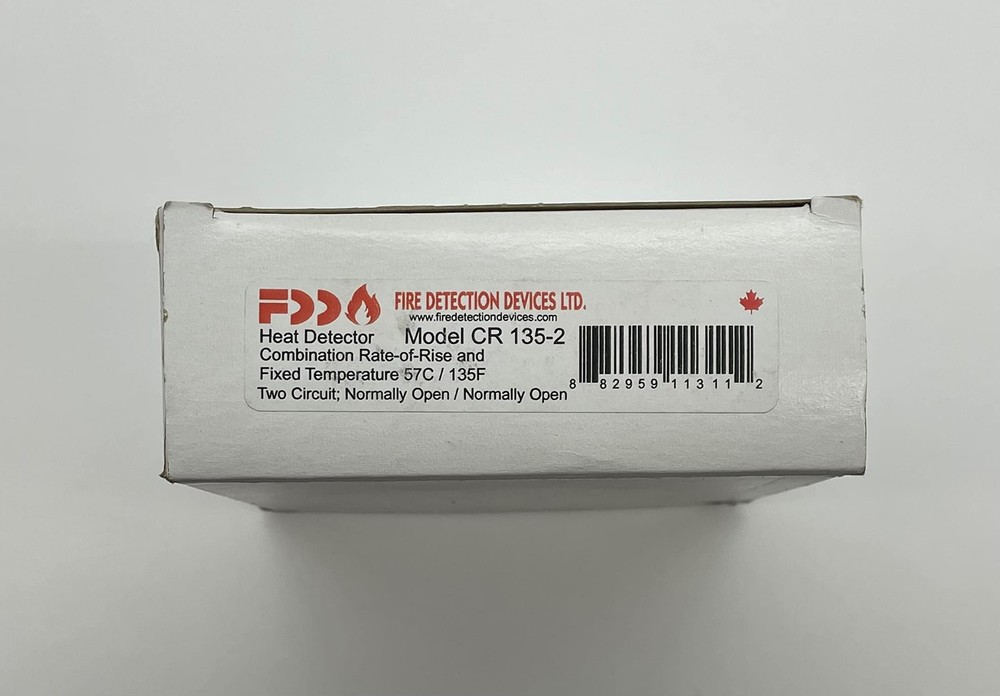 FDD FIRE DETECTION DEVICES LTD.
www.firedetectiondevices.com
Heat Detector Model CR 135-2
Combination Rate-of-Rise and
Fixed Temperature 57C / 135F
Two Circuit; Normally Open / Normally Open
8 82959 11311 2